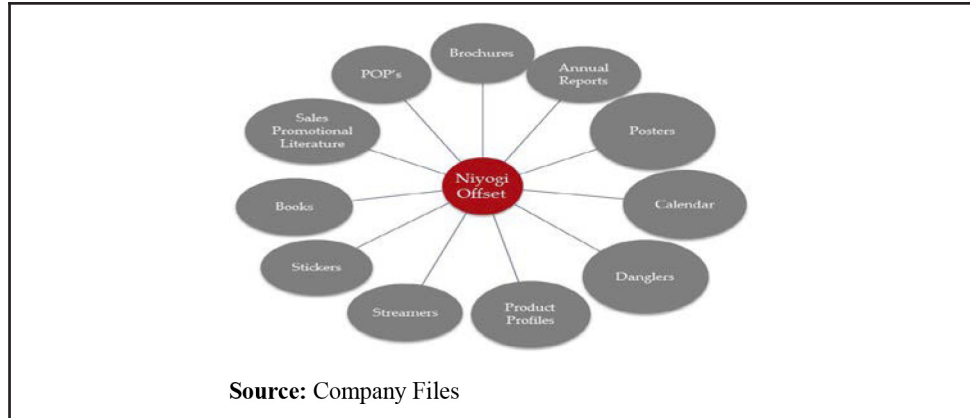 Brochures
Annual
Reports
POP's
Sales
Promotional
Literature
Posters
Niyogi
Offset
Books
Calendar
Stickers
Danglers
Streamers
Product
Profiles
Source: Company Files